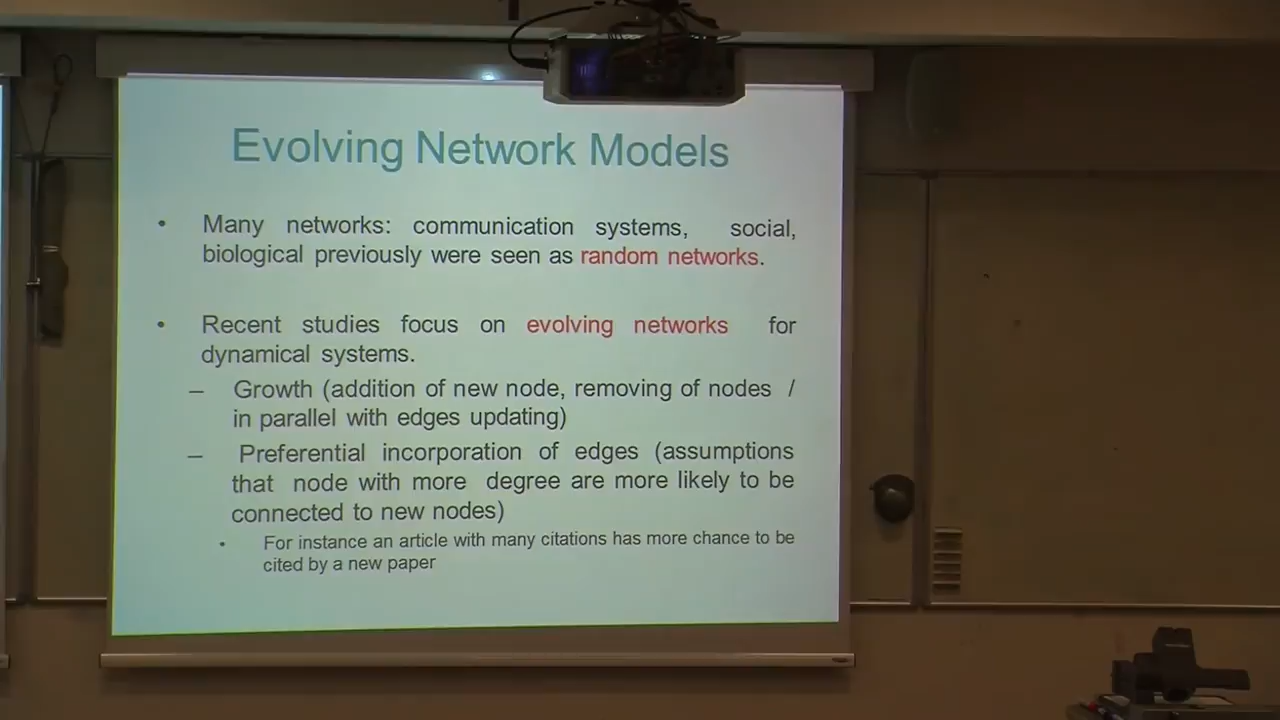 Evolving Network Models
• Many networks: communication systems, social,
biological previously were seen as random networks.
• Recent studies focus on evolving networks for
dynamical systems.
– Growth (addition of new node, removing of nodes /
in parallel with edges updating)
– Preferential incorporation of edges (assumptions
that node with more degree are more likely to be
connected to new nodes)
• For instance an article with many citations has more chance to be
cited by a new paper